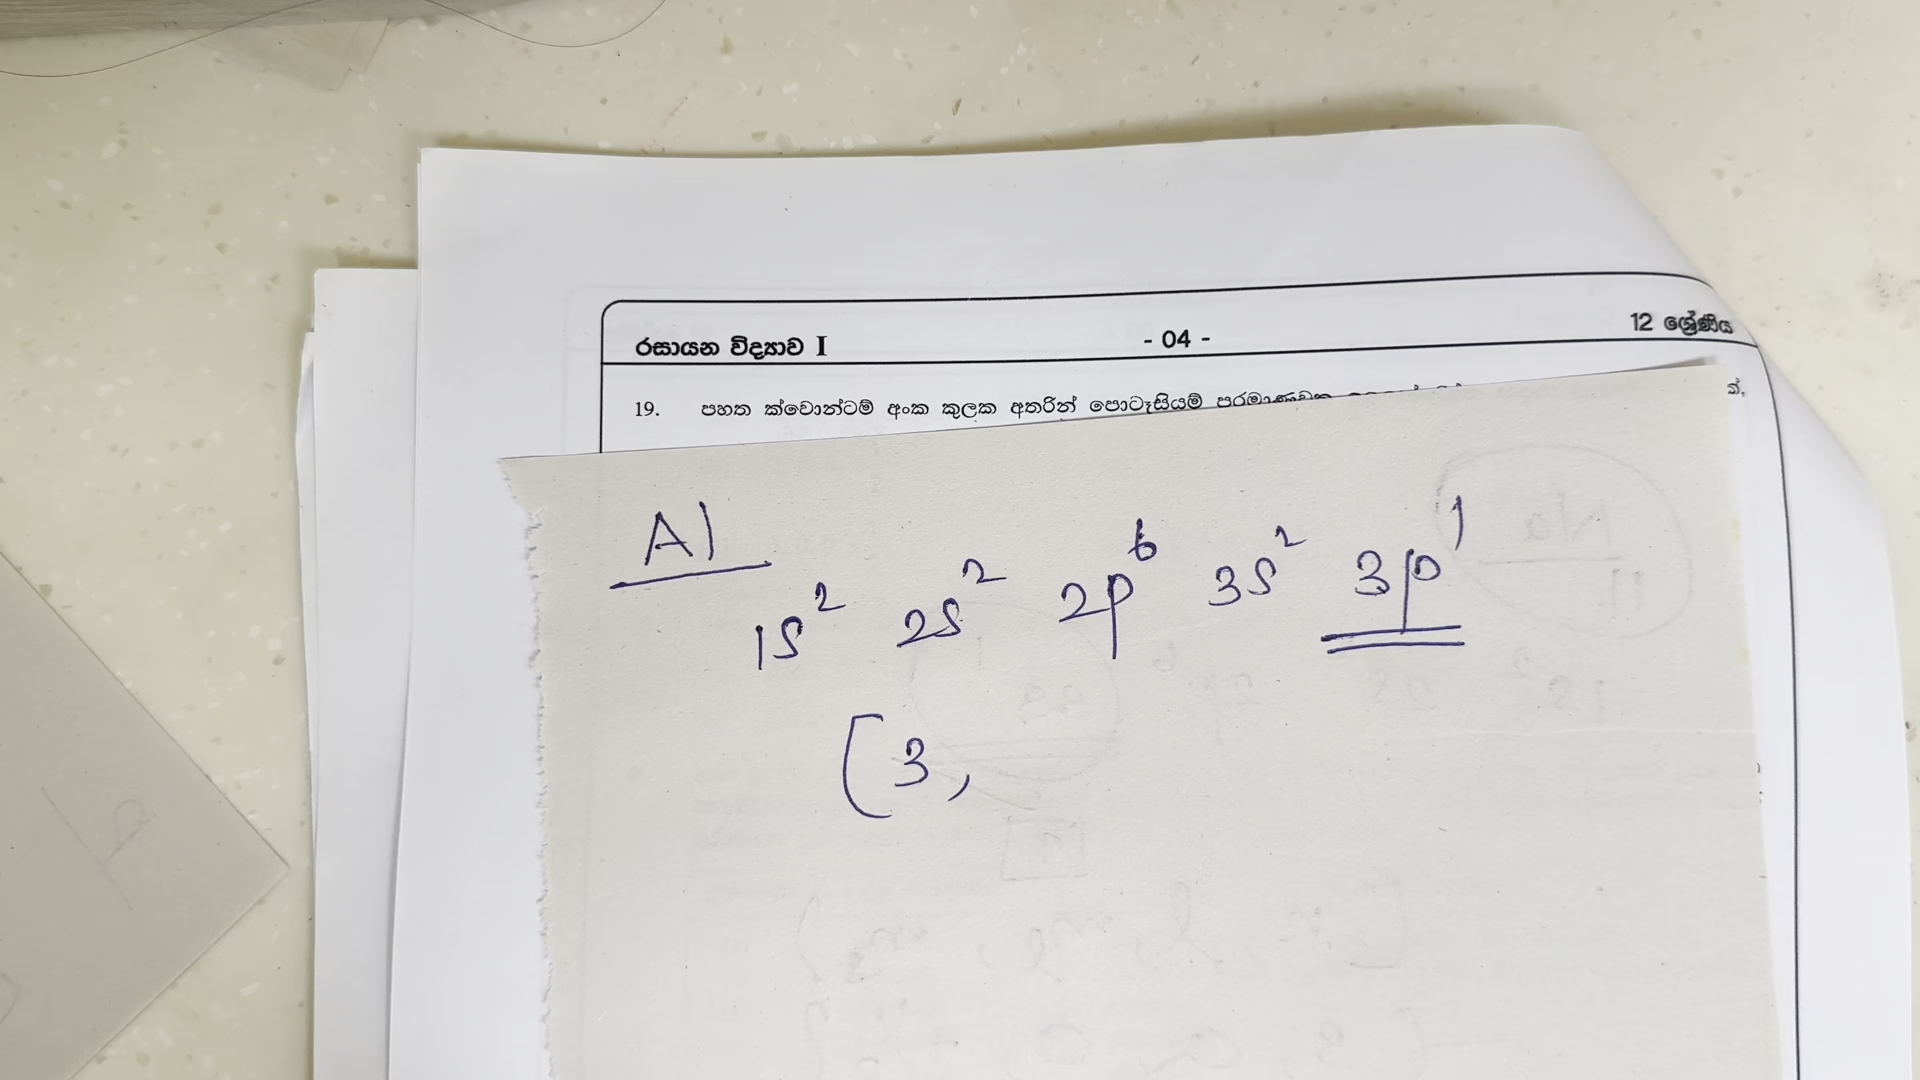 රසායන විද්‍යාව I - 04 - 12 ශ්‍රේණිය
19. පහත ක්වොන්ටම් අංක කුලක අතරින් පොටෑසියම් පරමාණුවක
Al
1s² 2s² 2p⁶ 3s² 3p¹
(3,